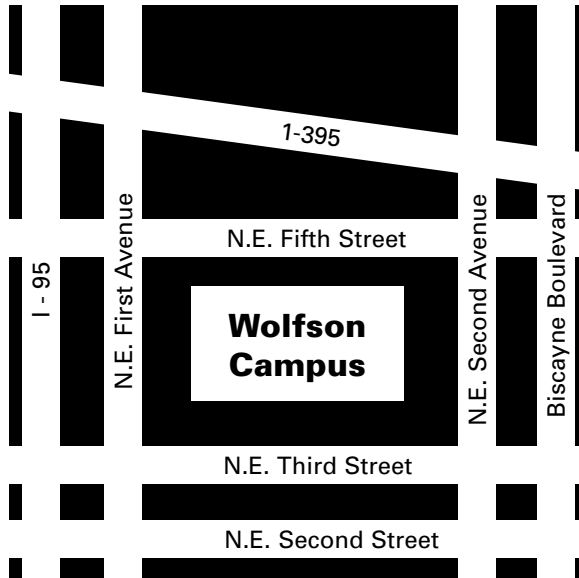 1-395
N.E. Fifth Street
I - 95
N.E. First Avenue
Wolfson
Campus
N.E. Second Avenue
Biscayne Boulevard
N.E. Third Street
N.E. Second Street